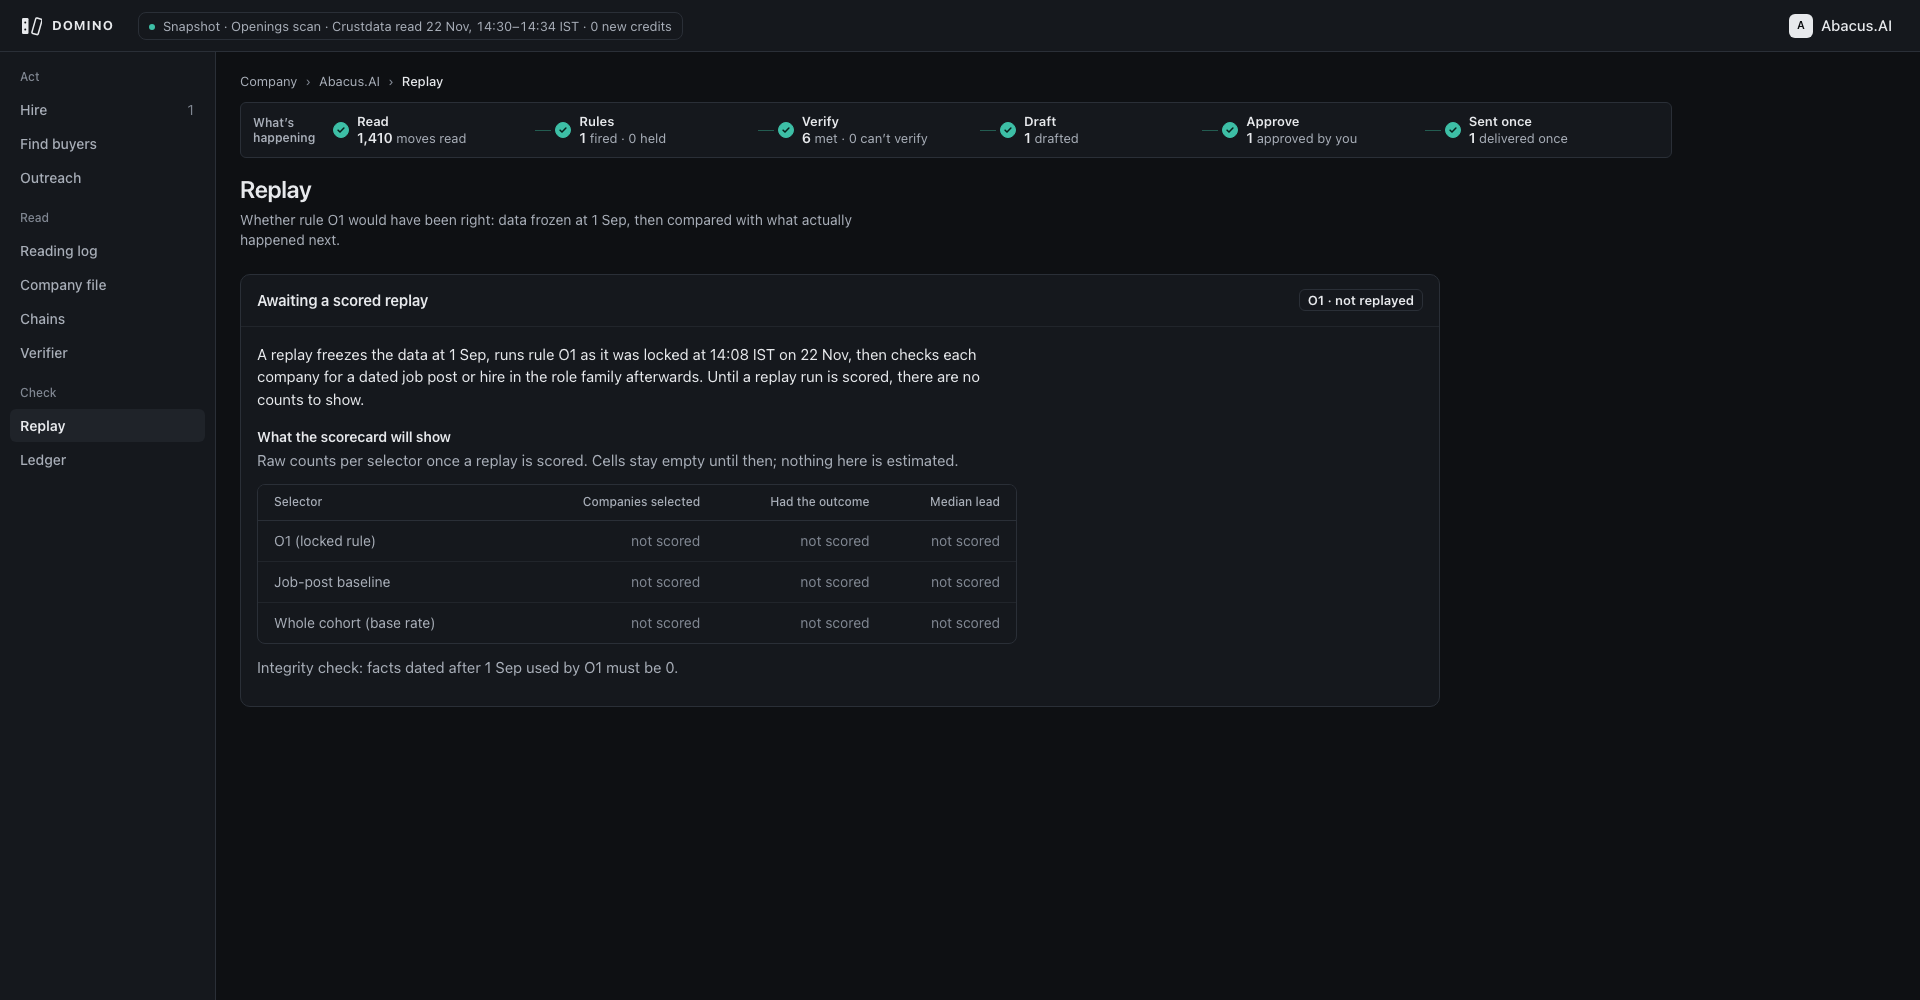 DOMINO
Snapshot · Openings scan · Crustdata read 22 Nov, 14:30–14:34 IST · 0 new credits
A
Abacus.AI
Act
Hire 1
Find buyers
Outreach
Read
Reading log
Company file
Chains
Verifier
Check
Replay
Ledger
Company › Abacus.AI › Replay
What's happening
Read
1,410 moves read
Rules
1 fired · 0 held
Verify
6 met · 0 can't verify
Draft
1 drafted
Approve
1 approved by you
Sent once
1 delivered once
Replay
Whether rule O1 would have been right: data frozen at 1 Sep, then compared with what actually
happened next.
Awaiting a scored replay
O1 · not replayed
A replay freezes the data at 1 Sep, runs rule O1 as it was locked at 14:08 IST on 22 Nov, then checks each
company for a dated job post or hire in the role family afterwards. Until a replay run is scored, there are no
counts to show.
What the scorecard will show
Raw counts per selector once a replay is scored. Cells stay empty until then; nothing here is estimated.
Selector Companies selected Had the outcome Median lead
O1 (locked rule) not scored not scored not scored
Job-post baseline not scored not scored not scored
Whole cohort (base rate) not scored not scored not scored
Integrity check: facts dated after 1 Sep used by O1 must be 0.